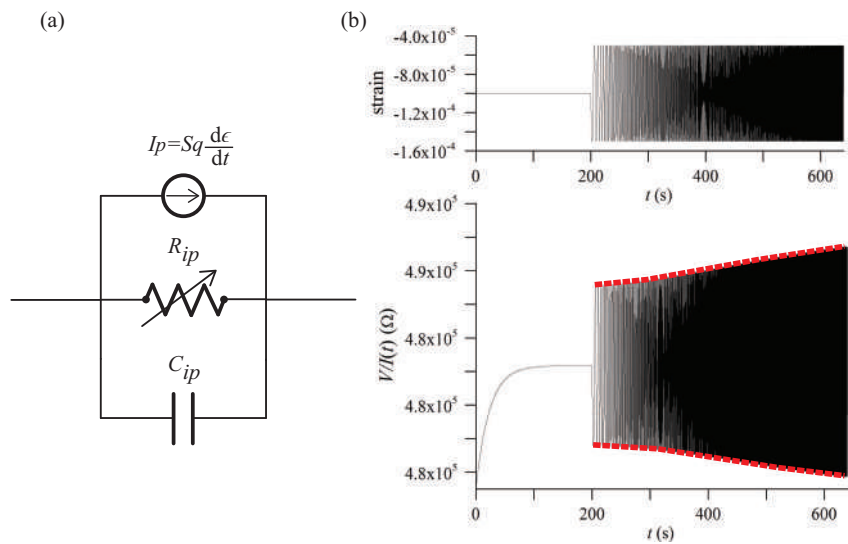 (a)
(b)
Ip=Sq dϵ/dt
R_ip
C_ip
strain
-4.0x10^-5
-8.0x10^-5
-1.2x10^-4
-1.6x10^-4
0
200
400
600
t (s)
V/I(t) (Ω)
4.9x10^5
4.9x10^5
4.8x10^5
4.8x10^5
4.8x10^5
0
200
400
600
t (s)